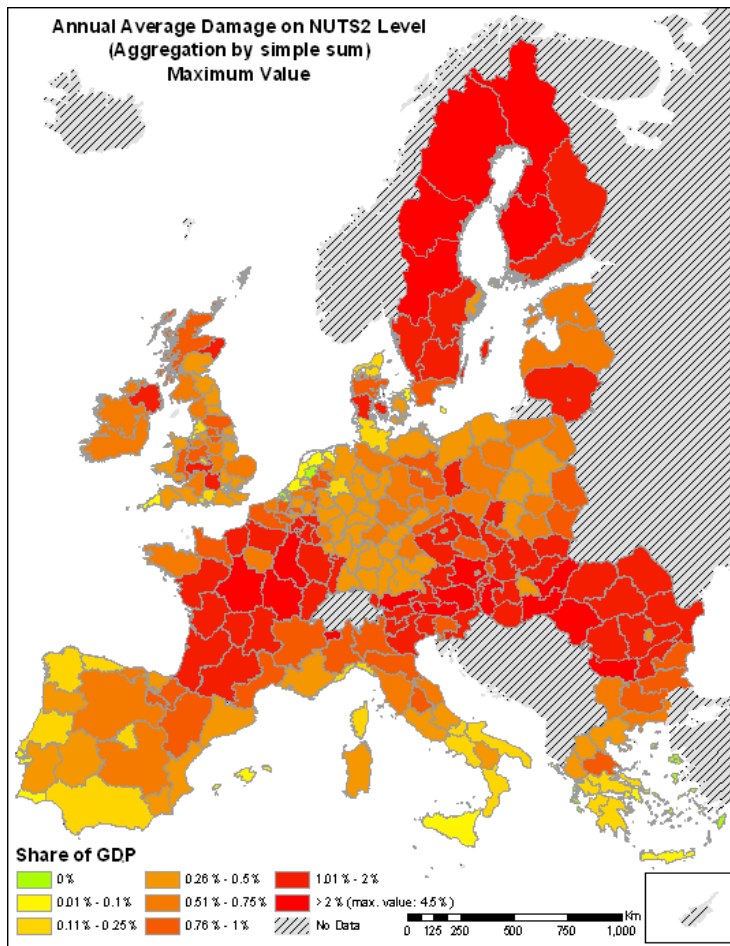 Annual Average Damage on NUTS2 Level
(Aggregation by simple sum)
Maximum Value
Share of GDP
0%
0.01% - 0.1%
0.11% - 0.25%
0.26% - 0.5%
0.51% - 0.75%
0.76% - 1%
1.01% - 2%
> 2% (max. value: 4.5%)
No Data
Km
0 125 250 500 750 1,000